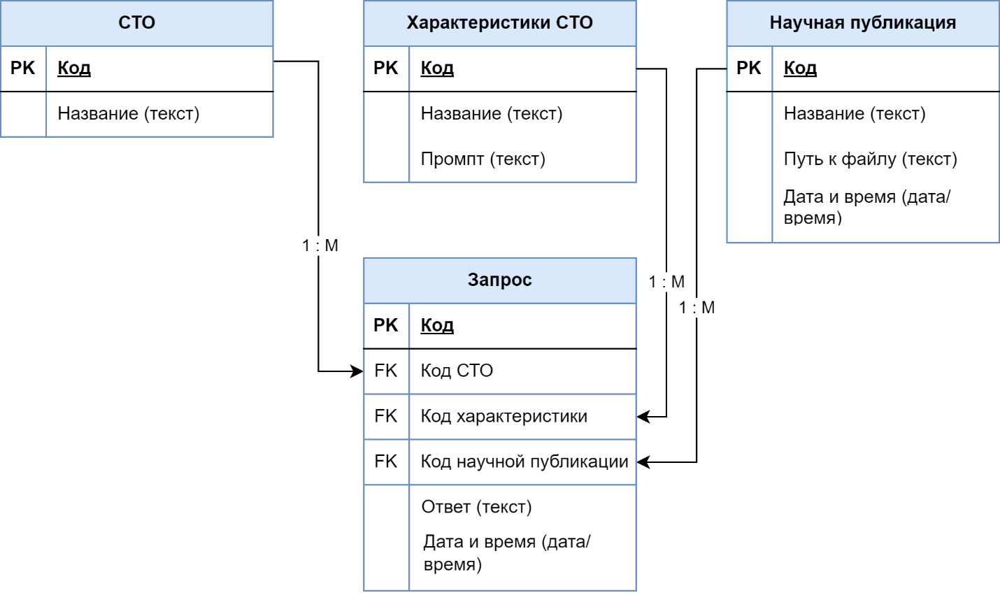 СТО
PK Код
Название (текст)
Характеристики СТО
PK Код
Название (текст)
Промпт (текст)
Научная публикация
PK Код
Название (текст)
Путь к файлу (текст)
Дата и время (дата/
время)
1 : М
1 : М
1 : М
Запрос
PK Код
FK Код СТО
FK Код характеристики
FK Код научной публикации
Ответ (текст)
Дата и время (дата/
время)